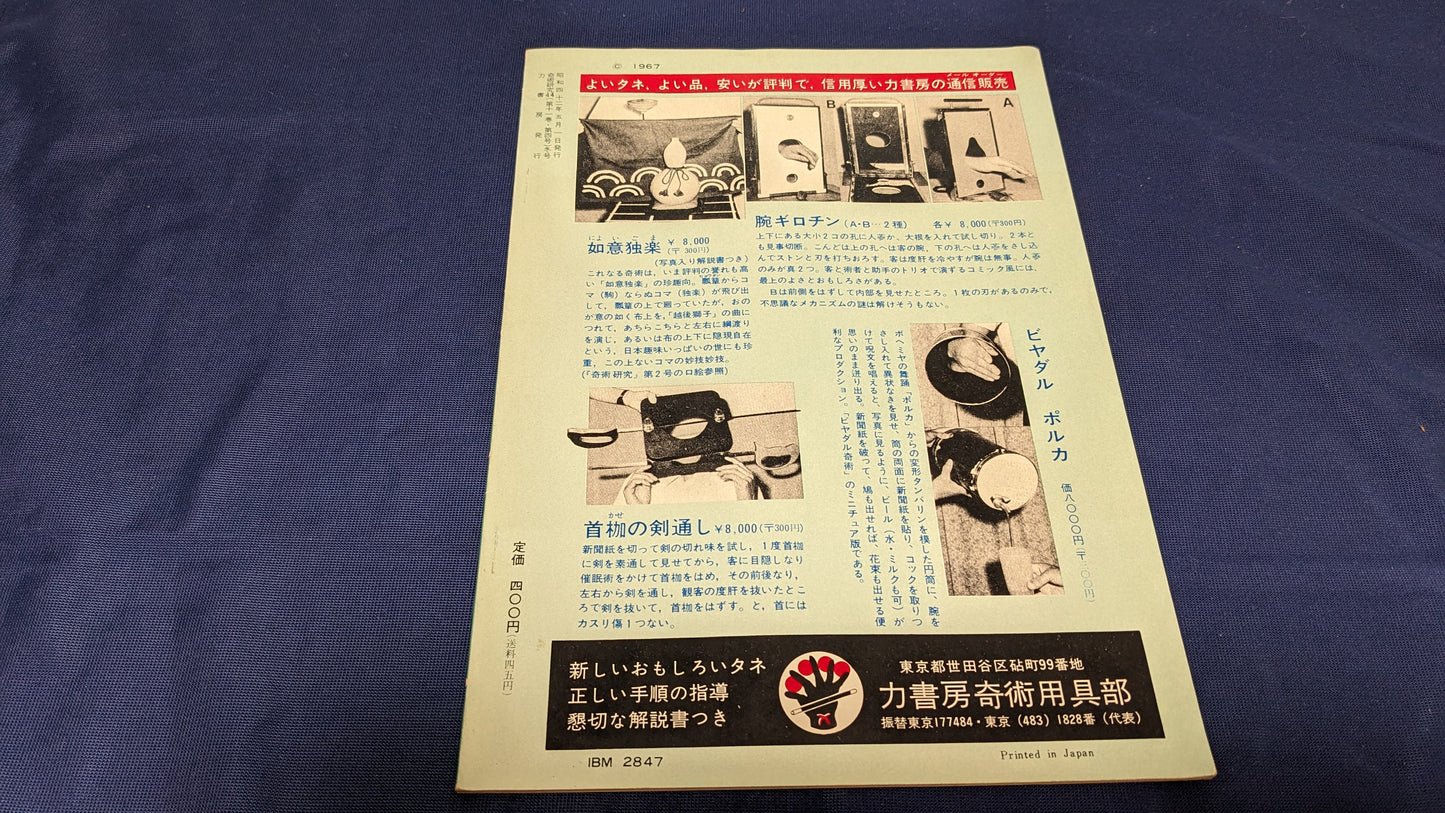 © 1967
昭和四十二年五月一日発行
奇術研究44(第十一巻・第四号)冬号
力書房発行
メールオーダー
よいタネ，よい品，安いが評判で，信用厚い力書房の通信販売
B
A
によいごま
如意独楽 ¥ 8,000
(〒300円)
(写真入り解説書つき)
これなる奇術は，いま評判の誉れも高
い「如意独楽」の珍趣向。瓢箪からコ
マ（駒）ならぬコマ（独楽）が飛び出
して，瓢箪の上で廻っていたが，おの
が意の如く布上を，「越後獅子」の曲に
つれて，あちらこちらと左右に綱渡り
を演じ，あるいは布の上下に隠現自在
という，日本趣味いっぱいの世にも珍
重，この上ないコマの妙技妙技。
(「奇術研究」第2号の口絵参照)
腕ギロチン(A・B…2種) 各¥ 8,000(〒300円)
上下にある大小2コの孔に人参か，大根を入れて試し切り。2本と
も見事切断。こんどは上の孔へは客の腕，下の孔へは人参をさし込
んでストンと刃を打ちおろす。客は度肝を冷やすが腕は無事。人参
のみが真2つ。客と術者と助手のトリオで演ずるコミック風には，
最上のよさとおもしろさがある。
Bは前側をはずして内部を見せたところ。1枚の刃があるのみで，
不思議なメカニズムの謎は解けそうもない。
ビヤダル ポルカ
価八〇〇〇円(〒三〇〇円)
ボヘミヤの舞踊「ポルカ」からの変形タンバリンを模した円筒に、腕を
さし入れて異状なきを見せ、筒の両面に新聞紙を貼り、コックを取りつ
けて呪文を唱えると、写真に見るように、ビール（水・ミルクも可）が
思いのまま迸り出る。新聞紙を破って、鳩も出せれば、花束も出せる便
利なプロダクション。「ビヤダル奇術」のミニチュア版である。
かせ
首枷の剣通し ¥8,000(〒300円)
新聞紙を切って剣の切れ味を試し，1度首枷
に剣を素通して見せてから，客に目隠しなり
催眠術をかけて首枷をはめ，その前後なり，
左右から剣を通し，観客の度肝を抜いたとこ
ろで剣を抜いて，首枷をはずす。と，首には
カスリ傷1つない。
定価 四〇〇円(送料四五円)
新しいおもしろいタネ
正しい手順の指導
懇切な解説書つき
東京都世田谷区砧町99番地
力書房奇術用具部
振替東京177484・東京（483）1828番（代表）
IBM 2847
Printed in Japan